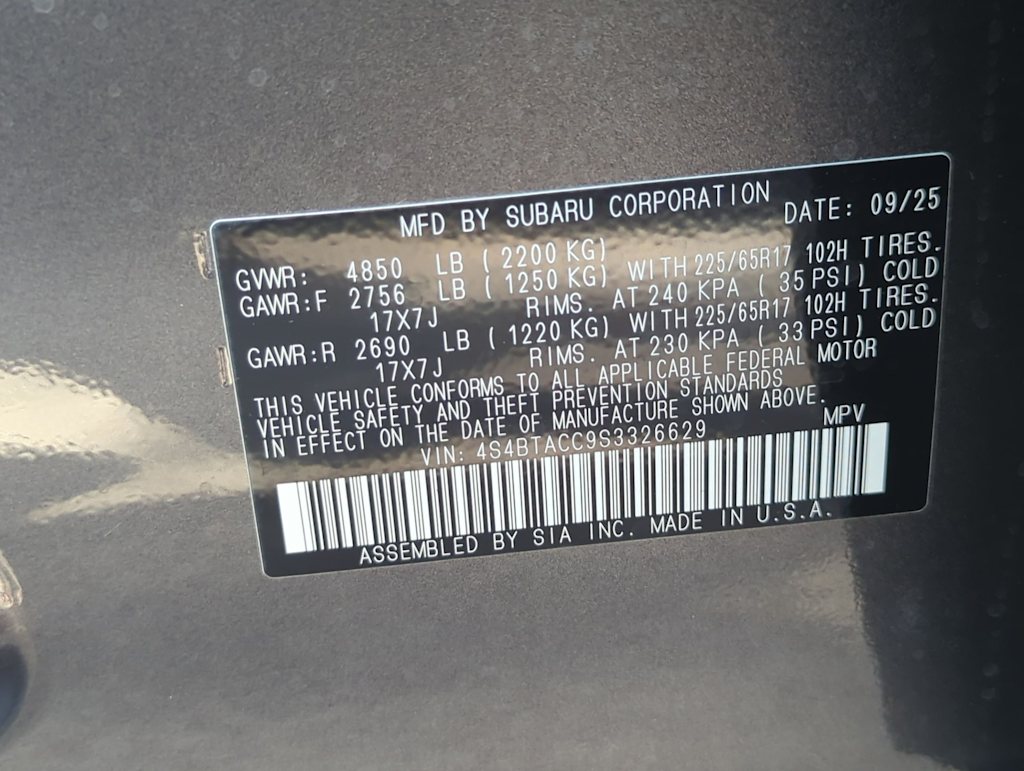 MFD BY SUBARU CORPORATION DATE: 09/25
GVWR: 4850 LB ( 2200 KG)
GAWR:F 2756 LB ( 1250 KG) WITH 225/65R17 102H TIRES.
17X7J RIMS. AT 240 KPA ( 35 PSI) COLD
GAWR:R 2690 LB ( 1220 KG) WITH 225/65R17 102H TIRES.
17X7J RIMS. AT 230 KPA ( 33 PSI) COLD
THIS VEHICLE CONFORMS TO ALL APPLICABLE FEDERAL MOTOR
VEHICLE SAFETY AND THEFT PREVENTION STANDARDS
IN EFFECT ON THE DATE OF MANUFACTURE SHOWN ABOVE.
VIN: 4S4BTACC9S3326629 MPV
ASSEMBLED BY SIA INC. MADE IN U.S.A.